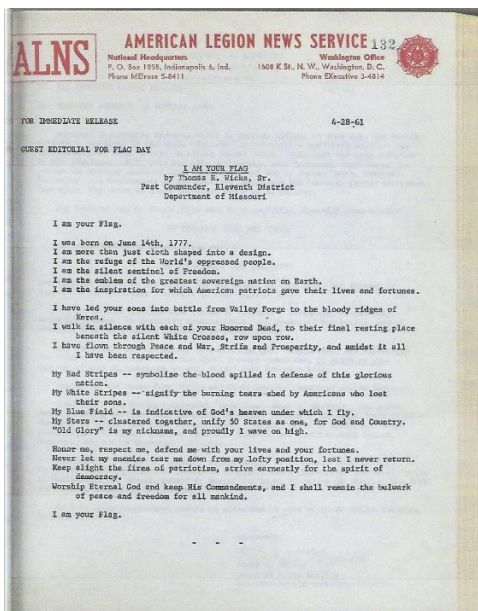 ALNS
AMERICAN LEGION NEWS SERVICE 132
National Headquarters
P. O. Box 1055, Indianapolis 6, Ind.
Phone MElrose 5-8411
Washington Office
1608 K St., N. W., Washington, D. C.
Phone EXecutive 3-4814
FOR IMMEDIATE RELEASE
4-28-61
GUEST EDITORIAL FOR FLAG DAY
I AM YOUR FLAG
by Thomas E. Wicks, Sr.
Past Commander, Eleventh District
Department of Missouri
I am your Flag.
I was born on June 14th, 1777.
I am more than just cloth shaped into a design.
I am the refuge of the World's oppressed people.
I am the silent sentinel of Freedom.
I am the emblem of the greatest sovereign nation on Earth.
I am the inspiration for which American patriots gave their lives and fortunes.
I have led your sons into battle from Valley Forge to the bloody ridges of
Korea.
I walk in silence with each of your Honored Dead, to their final resting place
beneath the silent White Crosses, row upon row.
I have flown through Peace and War, Strife and Prosperity, and amidst it all
I have been respected.
My Red Stripes -- symbolize the blood spilled in defense of this glorious
nation.
My White Stripes -- signify the burning tears shed by Americans who lost
their sons.
My Blue Field -- is indicative of God's heaven under which I fly.
My Stars -- clustered together, unify 50 States as one, for God and Country.
"Old Glory" is my nickname, and proudly I wave on high.
Honor me, respect me, defend me with your lives and your fortunes.
Never let my enemies tear me down from my lofty position, lest I never return.
Keep alight the fires of patriotism, strive earnestly for the spirit of
democracy.
Worship Eternal God and keep His Commandments, and I shall remain the bulwark
of peace and freedom for all mankind.
I am your Flag.
- - -